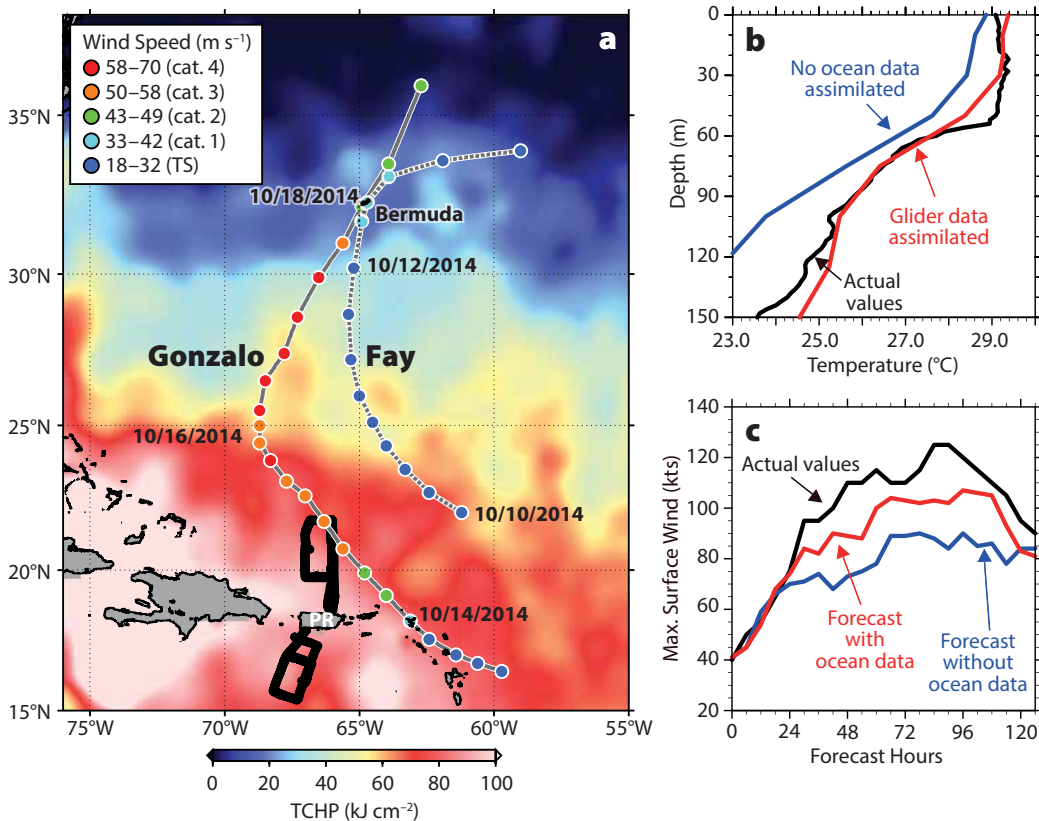 a
Wind Speed (m s⁻¹)
58–70 (cat. 4)
50–58 (cat. 3)
43–49 (cat. 2)
33–42 (cat. 1)
18–32 (TS)
35°N
30°N
25°N
20°N
15°N
10/18/2014
Bermuda
10/12/2014
Gonzalo
Fay
10/16/2014
10/10/2014
10/14/2014
PR
75°W
70°W
65°W
60°W
55°W
0
20
40
60
80
100
TCHP (kJ cm⁻²)
b
0
30
60
90
120
150
Depth (m)
No ocean data
assimilated
Glider data
assimilated
Actual
values
23.0
25.0
27.0
29.0
Temperature (°C)
c
140
120
100
80
60
40
20
Max. Surface Wind (kts)
Actual values
Forecast
with
ocean data
Forecast
without
ocean data
0
24
48
72
96
120
Forecast Hours